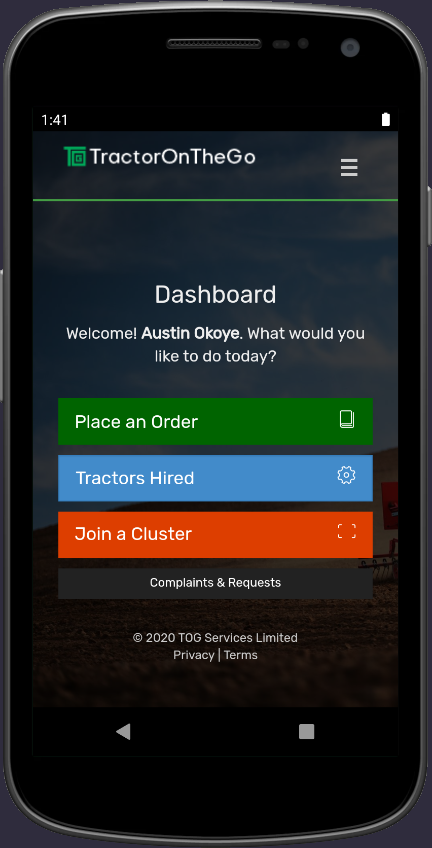 1:41
TractorOnTheGo
Dashboard
Welcome! Austin Okoye. What would you
like to do today?
Place an Order
Tractors Hired
Join a Cluster
Complaints & Requests
© 2020 TOG Services Limited
Privacy | Terms